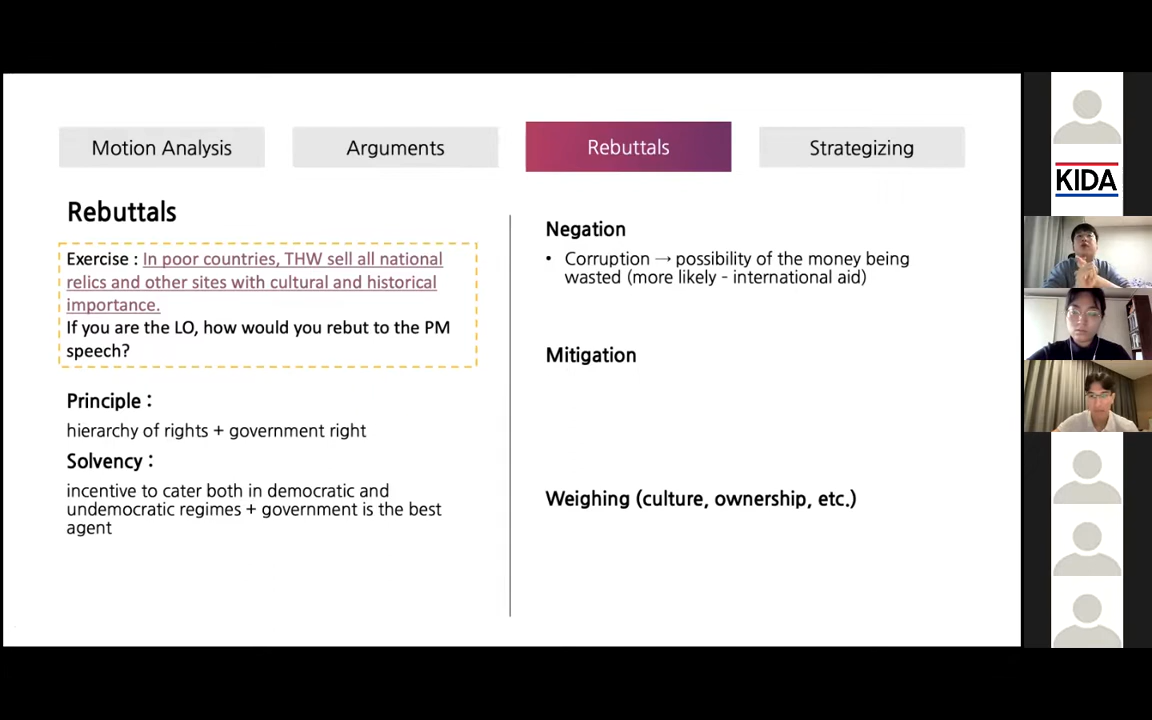 Motion Analysis
Arguments
Rebuttals
Strategizing
Rebuttals
Exercise : In poor countries, THW sell all national
relics and other sites with cultural and historical
importance.
If you are the LO, how would you rebut to the PM
speech?
Principle :
hierarchy of rights + government right
Solvency :
incentive to cater both in democratic and
undemocratic regimes + government is the best
agent
Negation
• Corruption → possibility of the money being
wasted (more likely - international aid)
Mitigation
Weighing (culture, ownership, etc.)
KIDA